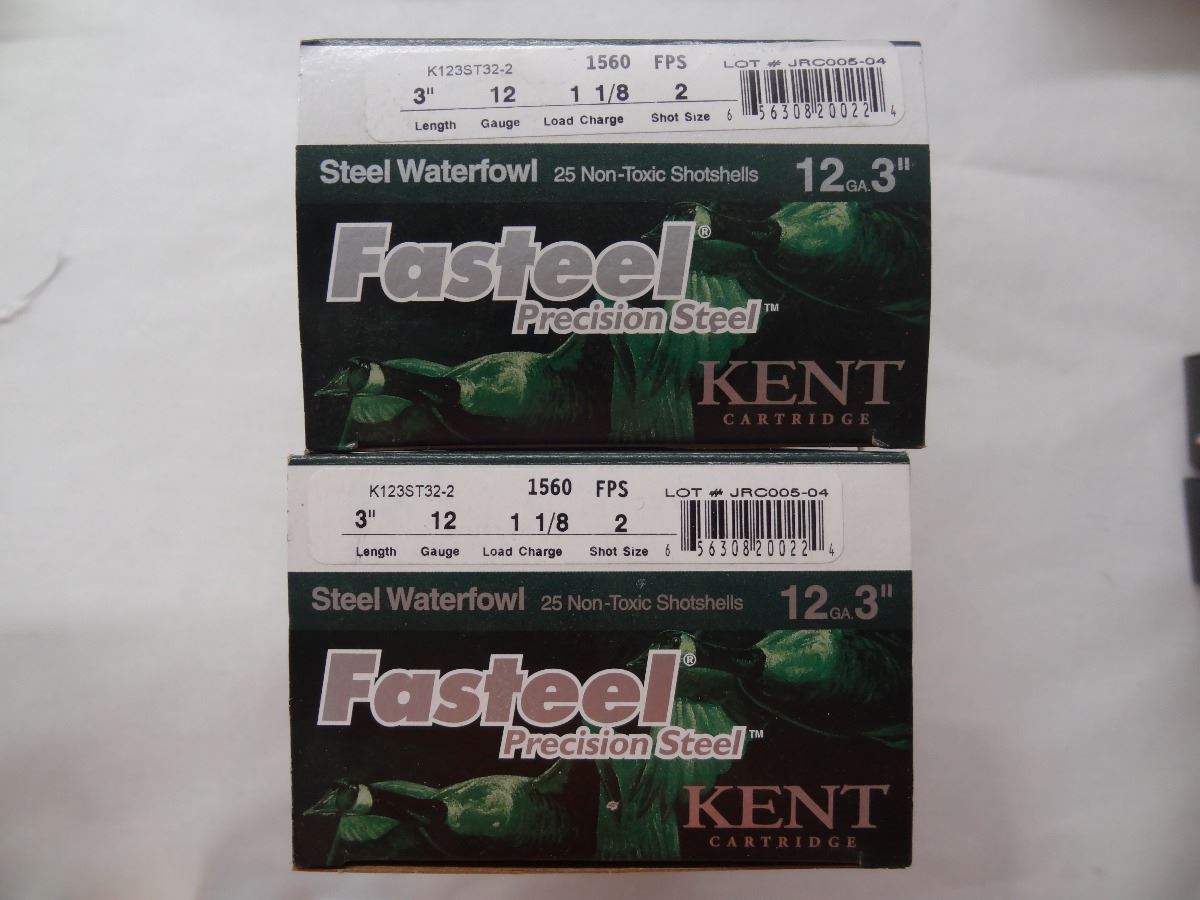 K123ST32-2 1560 FPS LOT # JRC005-04
3" 12 1 1/8 2
Length Gauge Load Charge Shot Size 6 56308 20022 4
Steel Waterfowl 25 Non-Toxic Shotshells 12 GA. 3"
Fasteel®
Precision Steel™
KENT
CARTRIDGE
K123ST32-2 1560 FPS LOT # JRC005-04
3" 12 1 1/8 2
Length Gauge Load Charge Shot Size 6 56308 20022 4
Steel Waterfowl 25 Non-Toxic Shotshells 12 GA. 3"
Fasteel®
Precision Steel™
KENT
CARTRIDGE